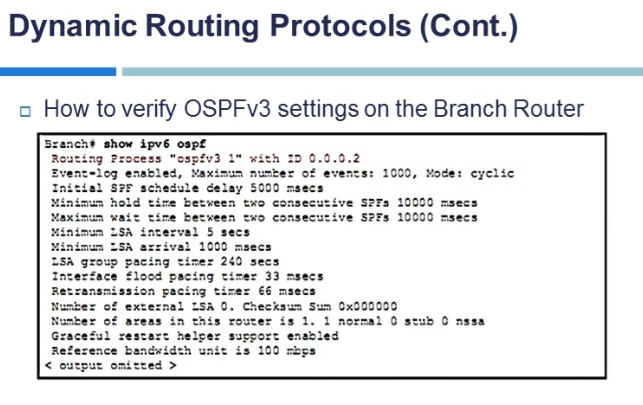 Dynamic Routing Protocols (Cont.)
How to verify OSPFv3 settings on the Branch Router
Branch# show ipv6 ospf
Routing Process "ospfv3 1" with ID 0.0.0.2
Event-log enabled, Maximum number of events: 1000, Mode: cyclic
Initial SPF schedule delay 5000 msecs
Minimum hold time between two consecutive SPFs 10000 msecs
Maximum wait time between two consecutive SPFs 10000 msecs
Minimum LSA interval 5 secs
Minimum LSA arrival 1000 msecs
LSA group pacing timer 240 secs
Interface flood pacing timer 33 msecs
Retransmission pacing timer 66 msecs
Number of external LSA 0. Checksum Sum 0x000000
Number of areas in this router is 1. 1 normal 0 stub 0 nssa
Graceful restart helper support enabled
Reference bandwidth unit is 100 mbps
< output omitted >